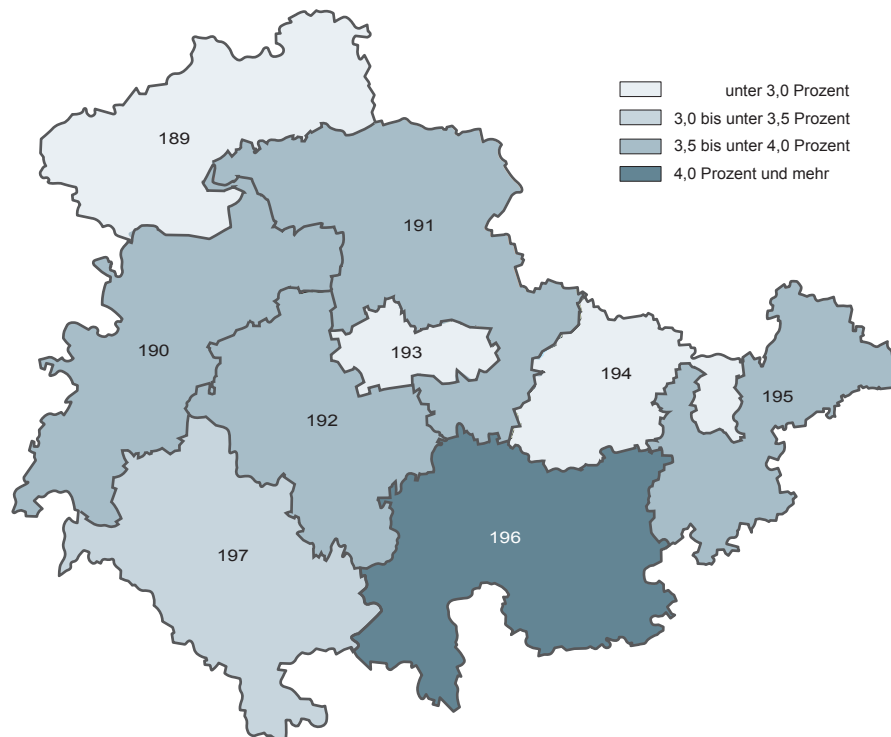 unter 3,0 Prozent
3,0 bis unter 3,5 Prozent
3,5 bis unter 4,0 Prozent
4,0 Prozent und mehr
189
191
190
193
194
195
192
196
197